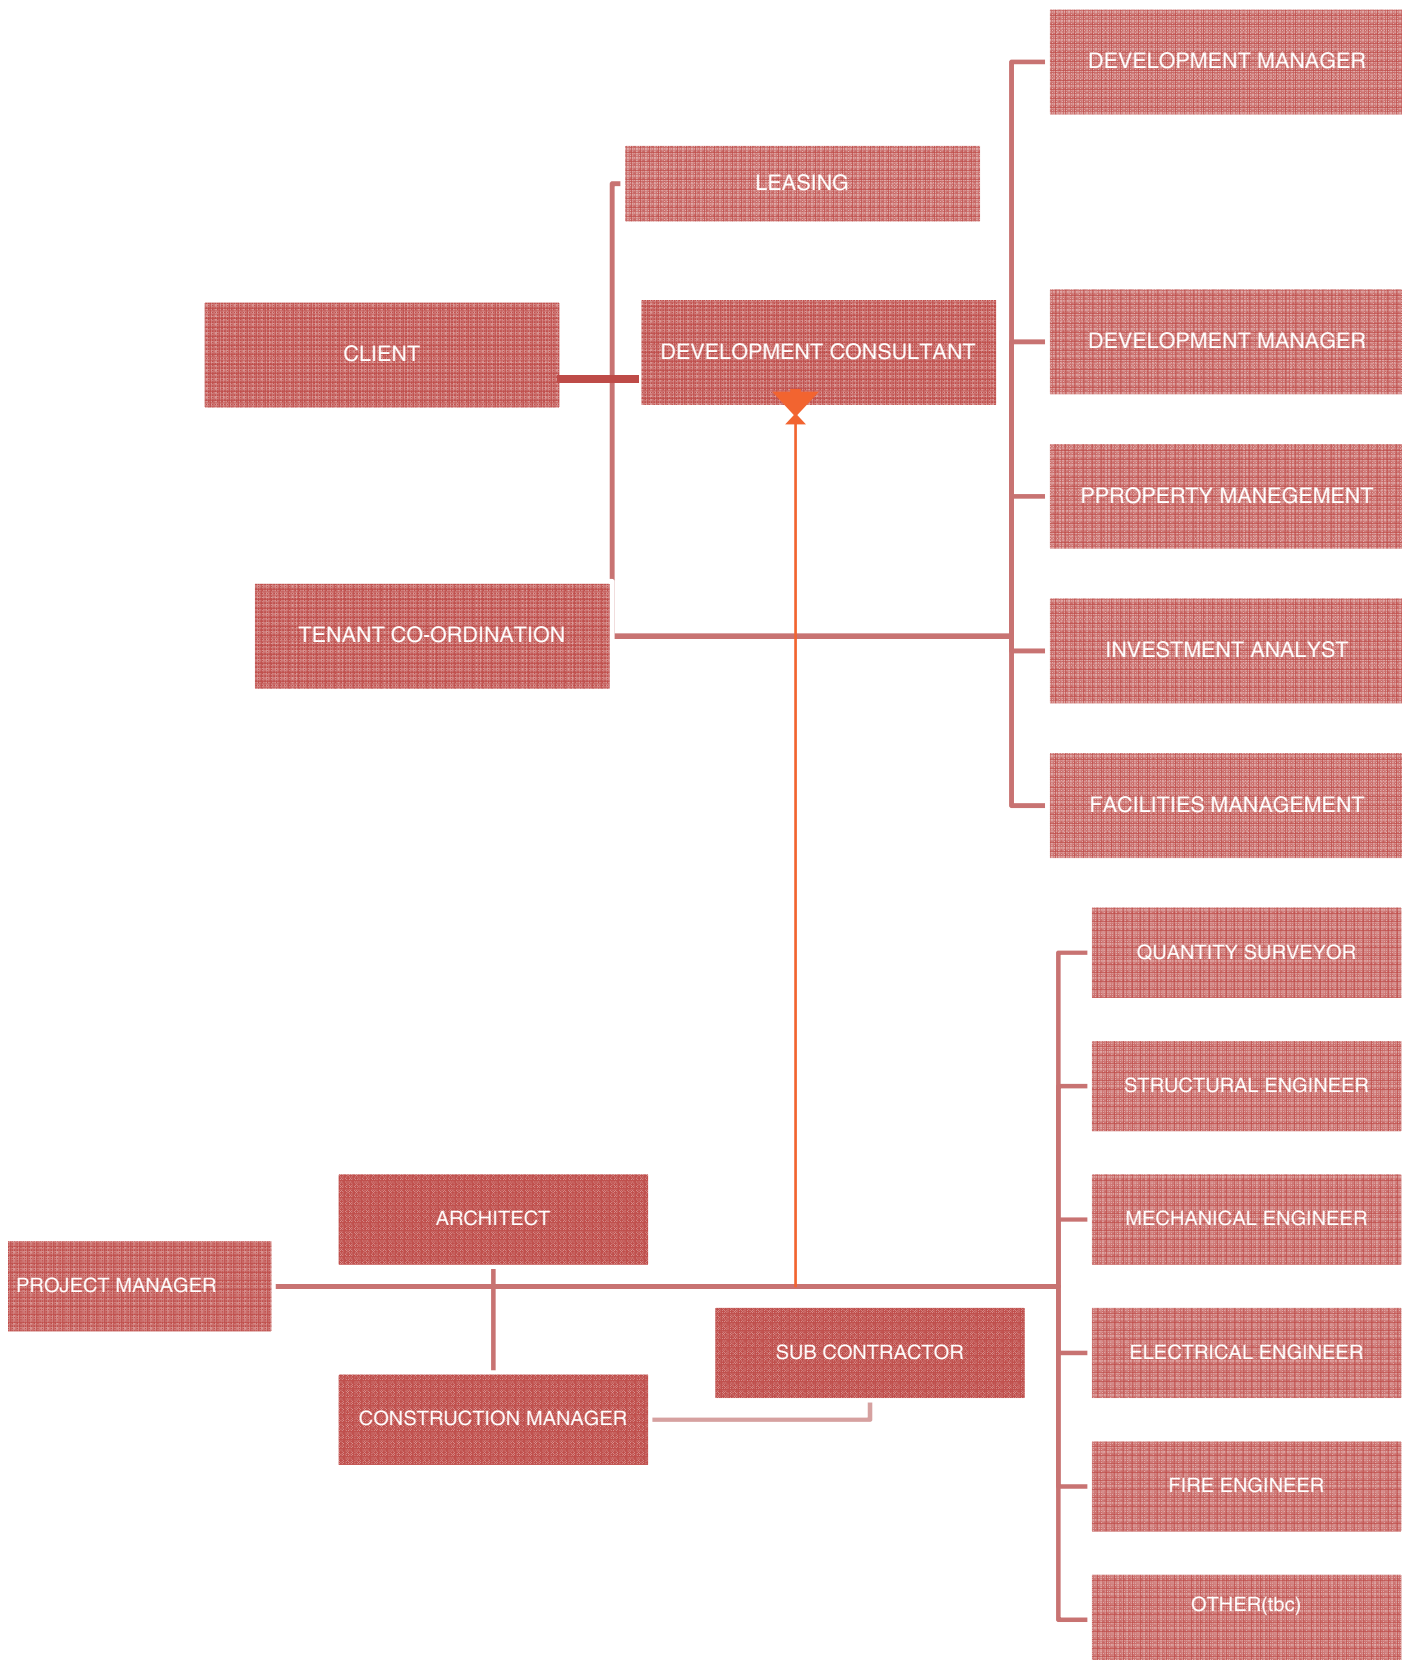 DEVELOPMENT MANAGER
LEASING
CLIENT
DEVELOPMENT CONSULTANT
DEVELOPMENT MANAGER
PPROPERTY MANEGEMENT
TENANT CO-ORDINATION
INVESTMENT ANALYST
FACILITIES MANAGEMENT
QUANTITY SURVEYOR
STRUCTURAL ENGINEER
ARCHITECT
MECHANICAL ENGINEER
PROJECT MANAGER
SUB CONTRACTOR
ELECTRICAL ENGINEER
CONSTRUCTION MANAGER
FIRE ENGINEER
OTHER(tbc)